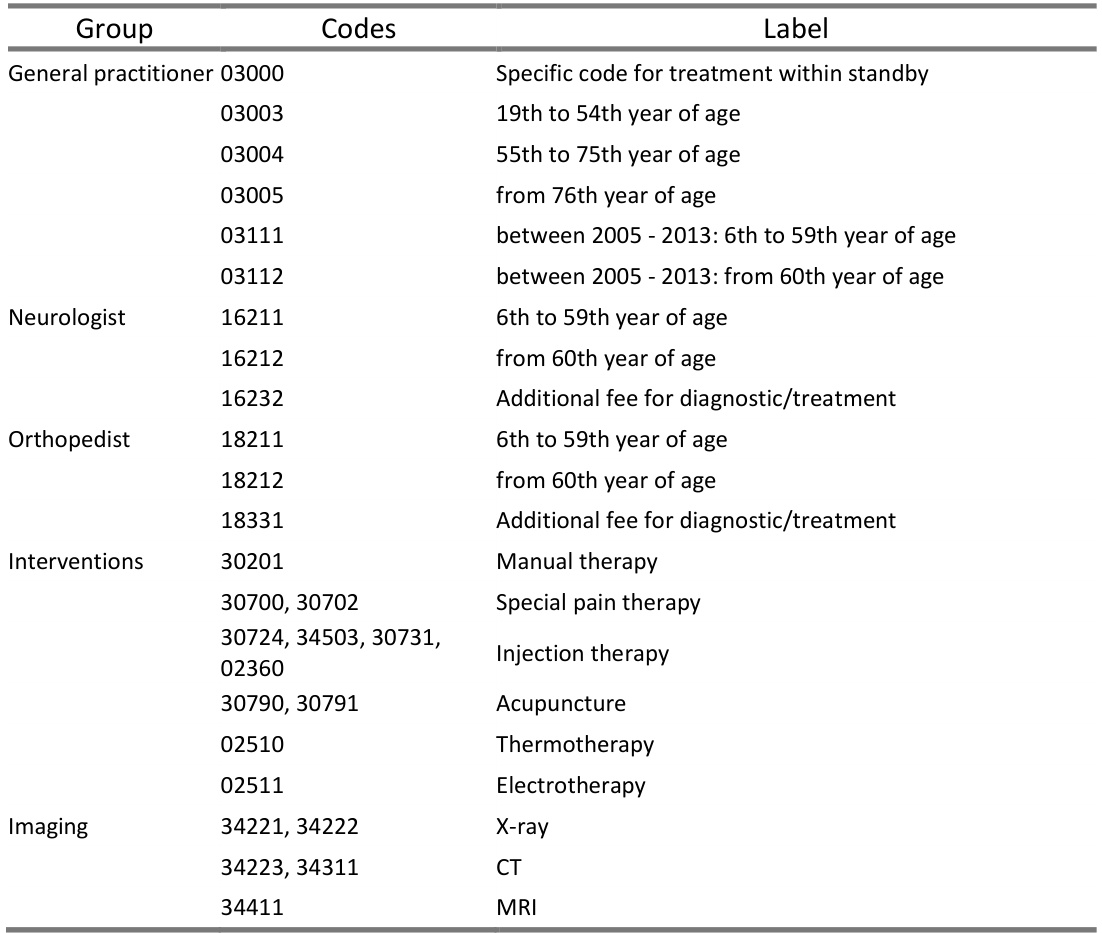 Group Codes Label
General practitioner 03000 Specific code for treatment within standby
03003 19th to 54th year of age
03004 55th to 75th year of age
03005 from 76th year of age
03111 between 2005 - 2013: 6th to 59th year of age
03112 between 2005 - 2013: from 60th year of age
Neurologist 16211 6th to 59th year of age
16212 from 60th year of age
16232 Additional fee for diagnostic/treatment
Orthopedist 18211 6th to 59th year of age
18212 from 60th year of age
18331 Additional fee for diagnostic/treatment
Interventions 30201 Manual therapy
30700, 30702 Special pain therapy
30724, 34503, 30731,
02360 Injection therapy
30790, 30791 Acupuncture
02510 Thermotherapy
02511 Electrotherapy
Imaging 34221, 34222 X-ray
34223, 34311 CT
34411 MRI